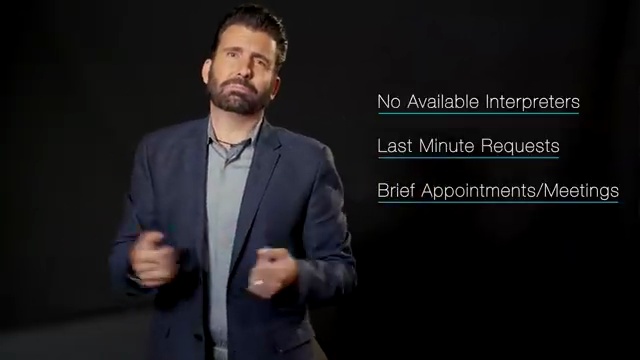 No Available Interpreters
Last Minute Requests
Brief Appointments/Meetings